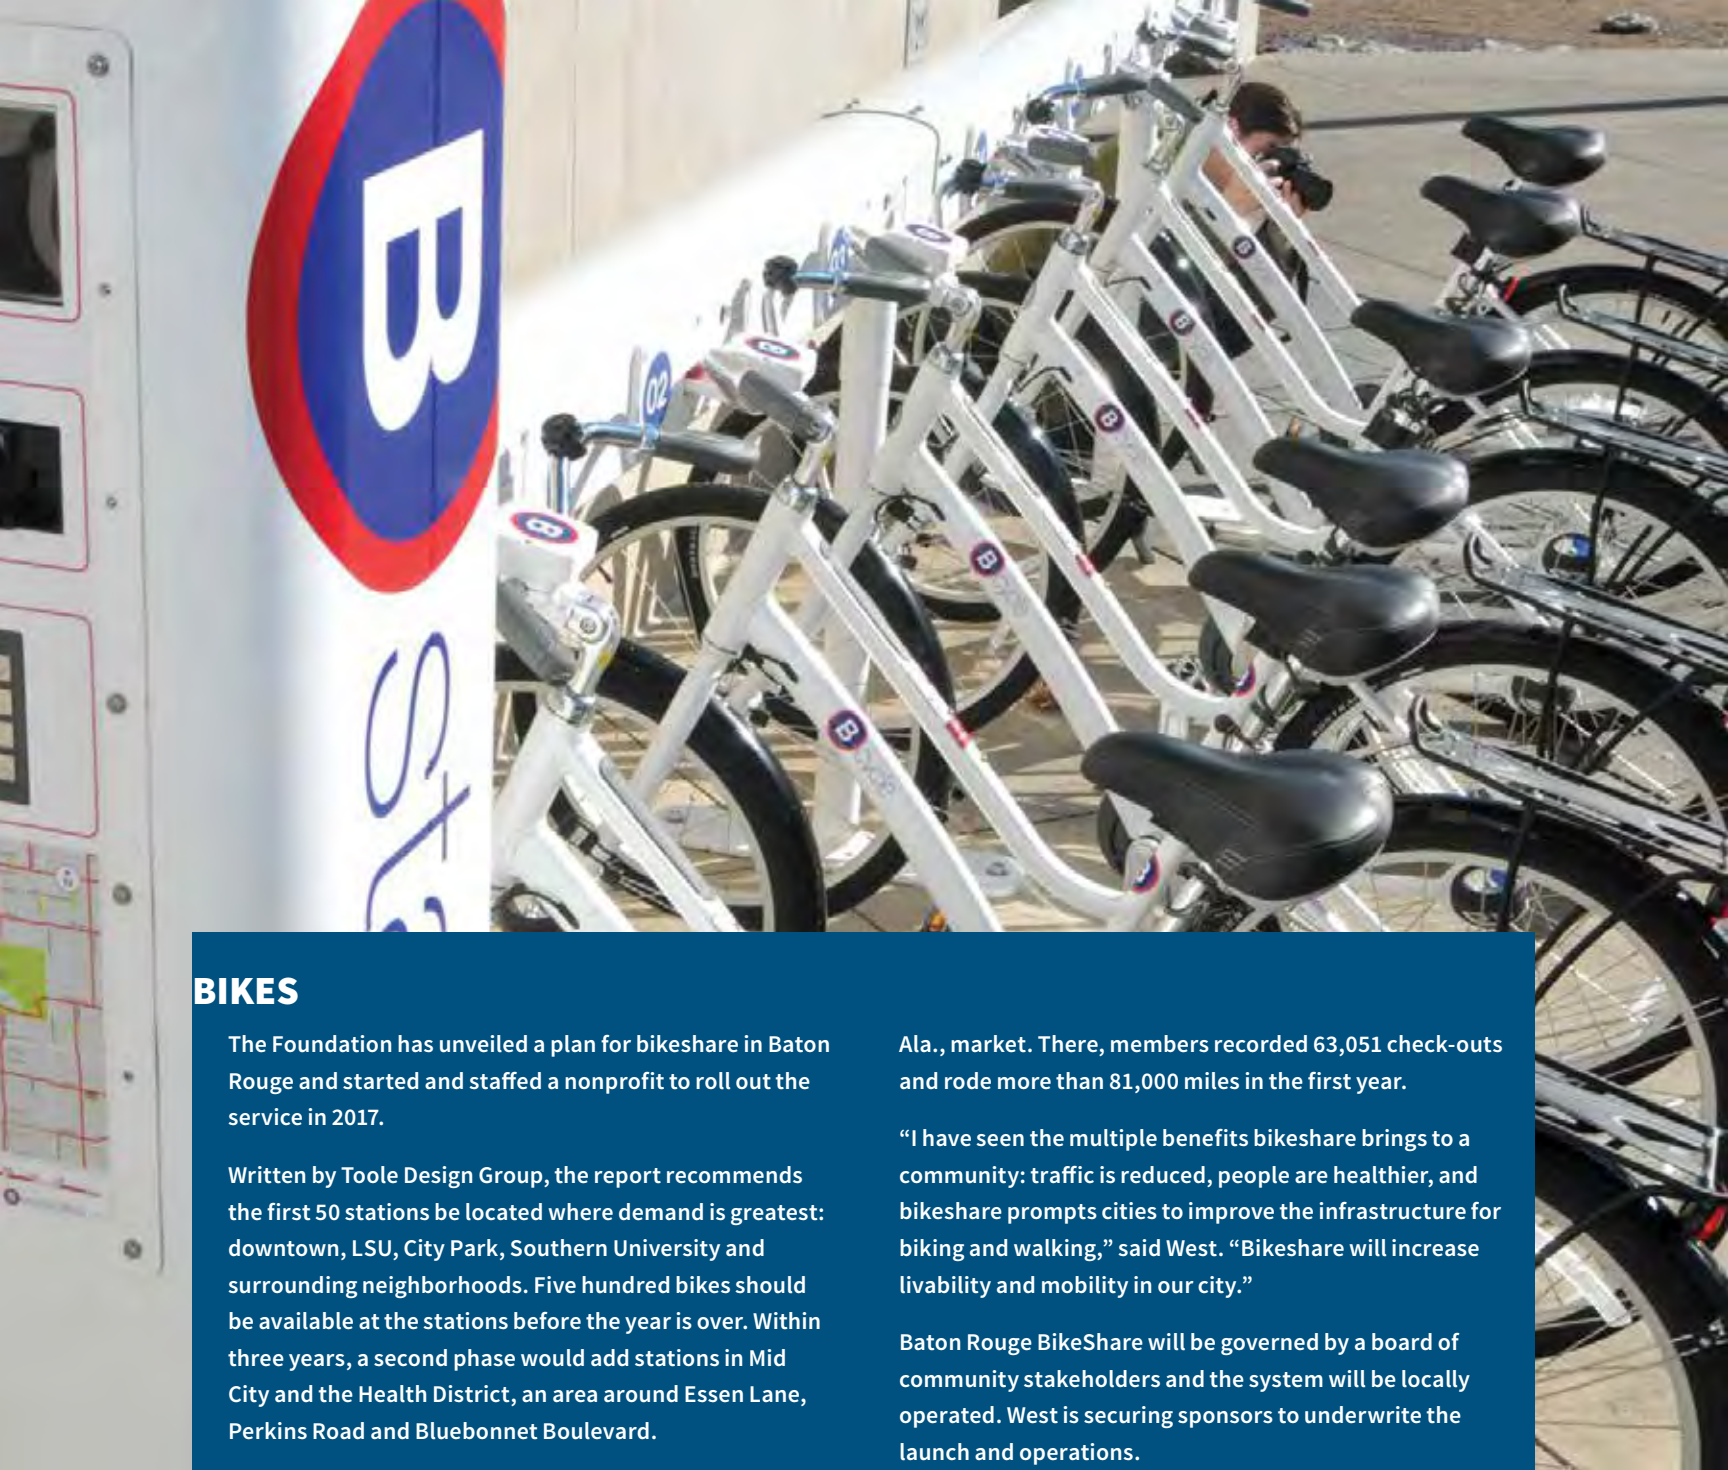 B
Sta
02
B
B
B
B
B
B
B
B
B
B
BIKES
The Foundation has unveiled a plan for bikeshare in Baton
Rouge and started and staffed a nonprofit to roll out the
service in 2017.
Written by Toole Design Group, the report recommends
the first 50 stations be located where demand is greatest:
downtown, LSU, City Park, Southern University and
surrounding neighborhoods. Five hundred bikes should
be available at the stations before the year is over. Within
three years, a second phase would add stations in Mid
City and the Health District, an area around Essen Lane,
Perkins Road and Bluebonnet Boulevard.
Ala., market. There, members recorded 63,051 check-outs
and rode more than 81,000 miles in the first year.
“I have seen the multiple benefits bikeshare brings to a
community: traffic is reduced, people are healthier, and
bikeshare prompts cities to improve the infrastructure for
biking and walking,” said West. “Bikeshare will increase
livability and mobility in our city.”
Baton Rouge BikeShare will be governed by a board of
community stakeholders and the system will be locally
operated. West is securing sponsors to underwrite the
launch and operations.